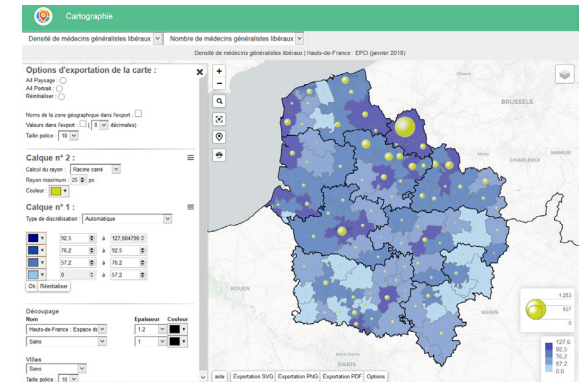 Cartographie
Densité de médecins généralistes libéraux Nombre de médecins généralistes libéraux
Densité de médecins généralistes libéraux | Hauts-de-France : EPCI (janvier 2018)
Options d'exportation de la carte :
A4 Paysage :
A4 Portrait :
Réinitialiser :
Noms de la zone géographique dans l'export :
Valeurs dans l'export : ( 0 décimales)
Taille police : 10
Calque n° 2 :
Calcul du rayon : Racine carré
Rayon maximum : 25 px
Couleur :
Calque n° 1 :
Type de discrétisation : Automatique
92,5 à 127,604796
76,2 à 92,5
57,2 à 76,2
0 à 57,2
Ok Réinitialiser
Découpage
Nom Epaisseur Couleur
Hauts-de-France : Espace de 1.2
Sans 1
Villes
Sans
Taille police : 10
aide Exportation SVG Exportation PNG Exportation PDF Options
BRUSSELS
NAMUR
CHARLEROI
Mons
ROUEN
REIMS
PARIS
1 253
627
0
127,6
92,5
76,2
57,2
0,0